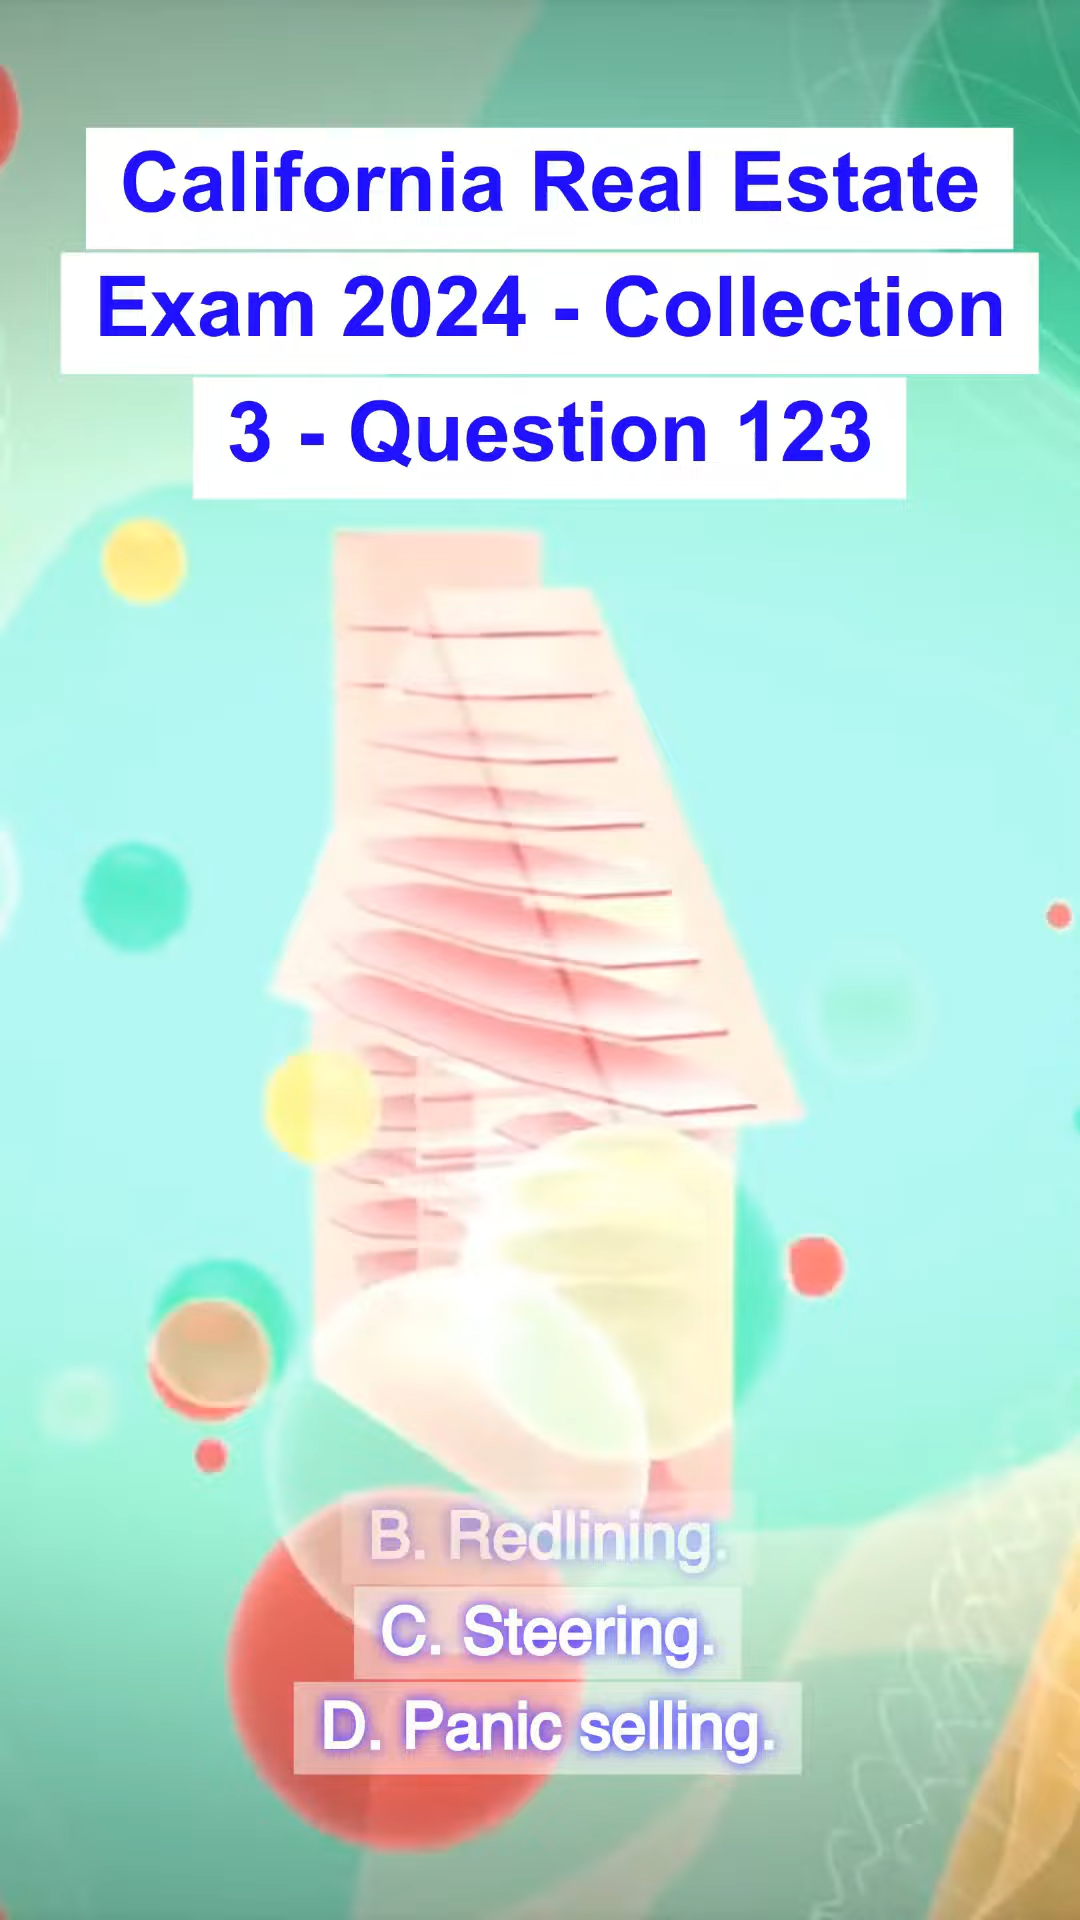 California Real Estate
Exam 2024 - Collection
3 - Question 123
B. Redlining.
C. Steering.
D. Panic selling.